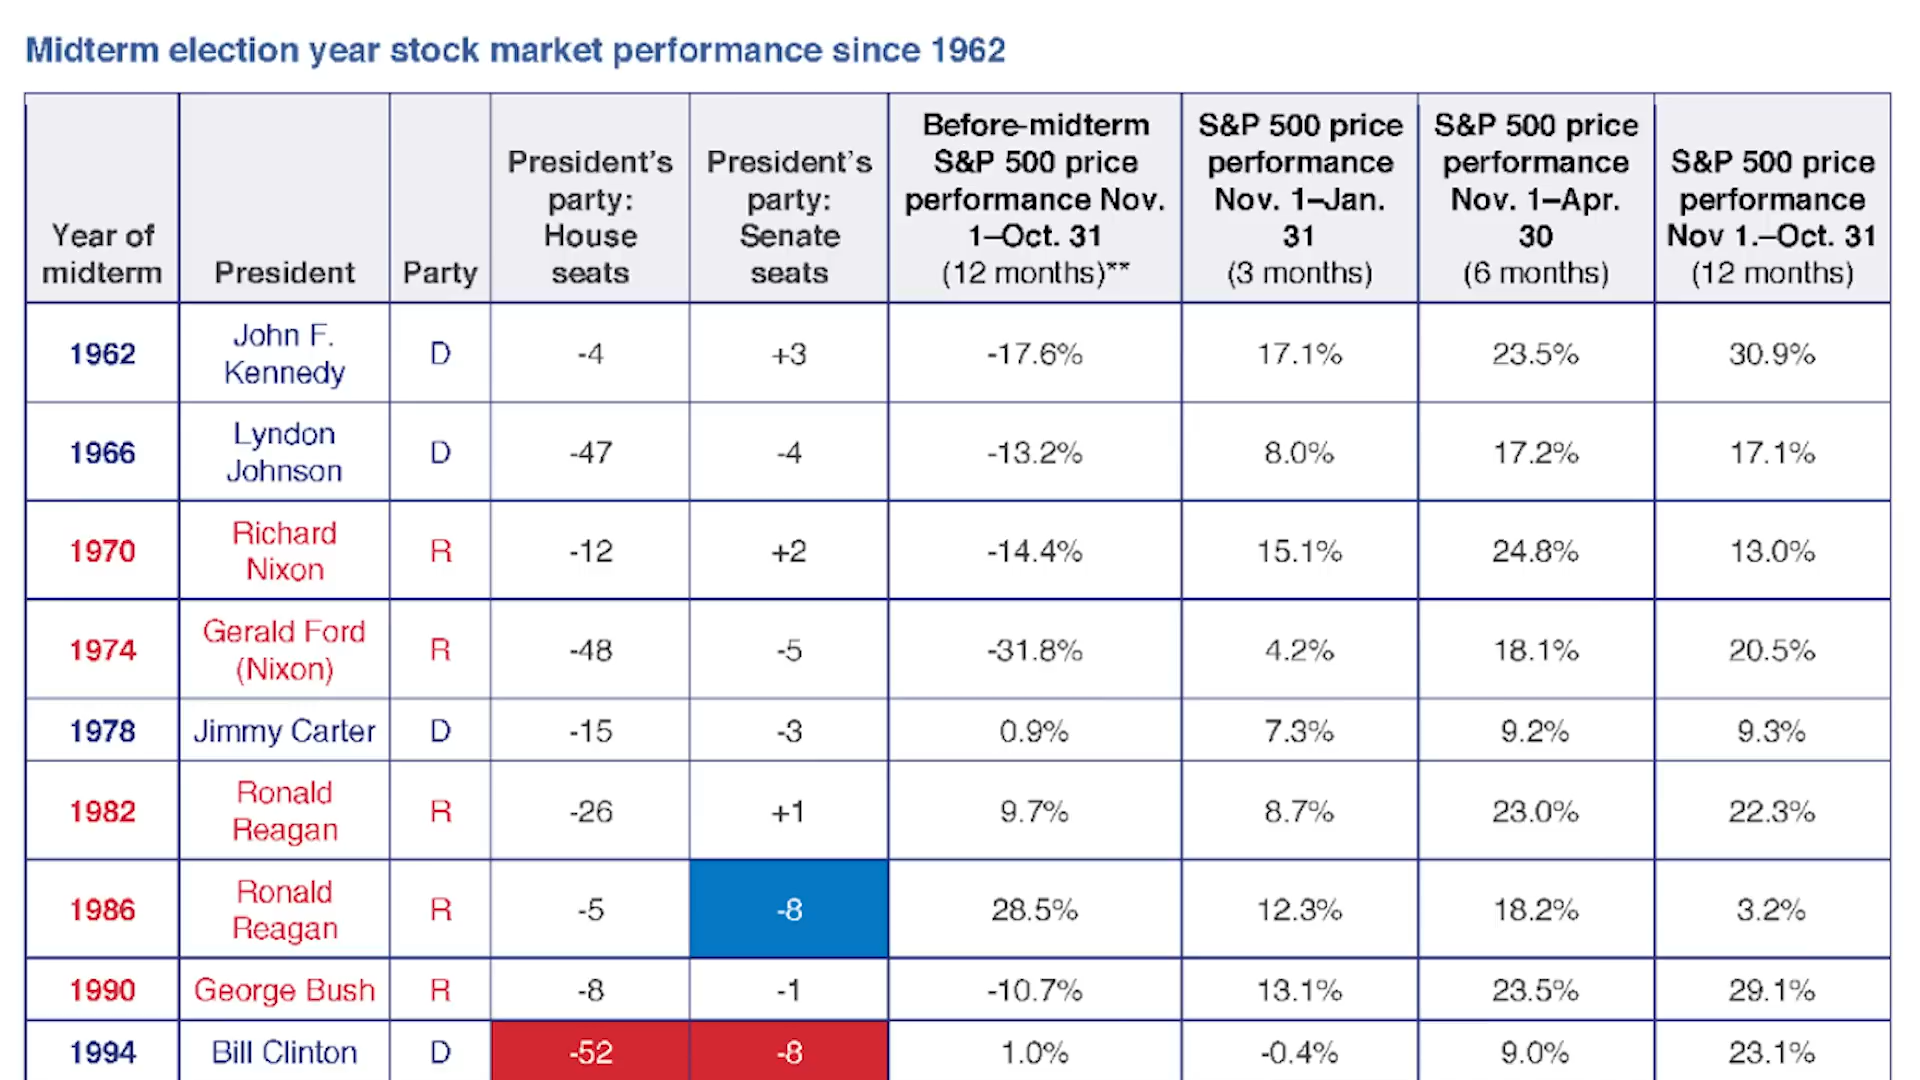 Midterm election year stock market performance since 1962
Year of
midterm
President
Party
President's
party:
House
seats
President's
party:
Senate
seats
Before-midterm
S&P 500 price
performance Nov.
1–Oct. 31
(12 months)**
S&P 500 price
performance
Nov. 1–Jan.
31
(3 months)
S&P 500 price
performance
Nov. 1–Apr.
30
(6 months)
S&P 500 price
performance
Nov 1.–Oct. 31
(12 months)
1962 John F. Kennedy D -4 +3 -17.6% 17.1% 23.5% 30.9%
1966 Lyndon Johnson D -47 -4 -13.2% 8.0% 17.2% 17.1%
1970 Richard Nixon R -12 +2 -14.4% 15.1% 24.8% 13.0%
1974 Gerald Ford (Nixon) R -48 -5 -31.8% 4.2% 18.1% 20.5%
1978 Jimmy Carter D -15 -3 0.9% 7.3% 9.2% 9.3%
1982 Ronald Reagan R -26 +1 9.7% 8.7% 23.0% 22.3%
1986 Ronald Reagan R -5 -8 28.5% 12.3% 18.2% 3.2%
1990 George Bush R -8 -1 -10.7% 13.1% 23.5% 29.1%
1994 Bill Clinton D -52 -8 1.0% -0.4% 9.0% 23.1%